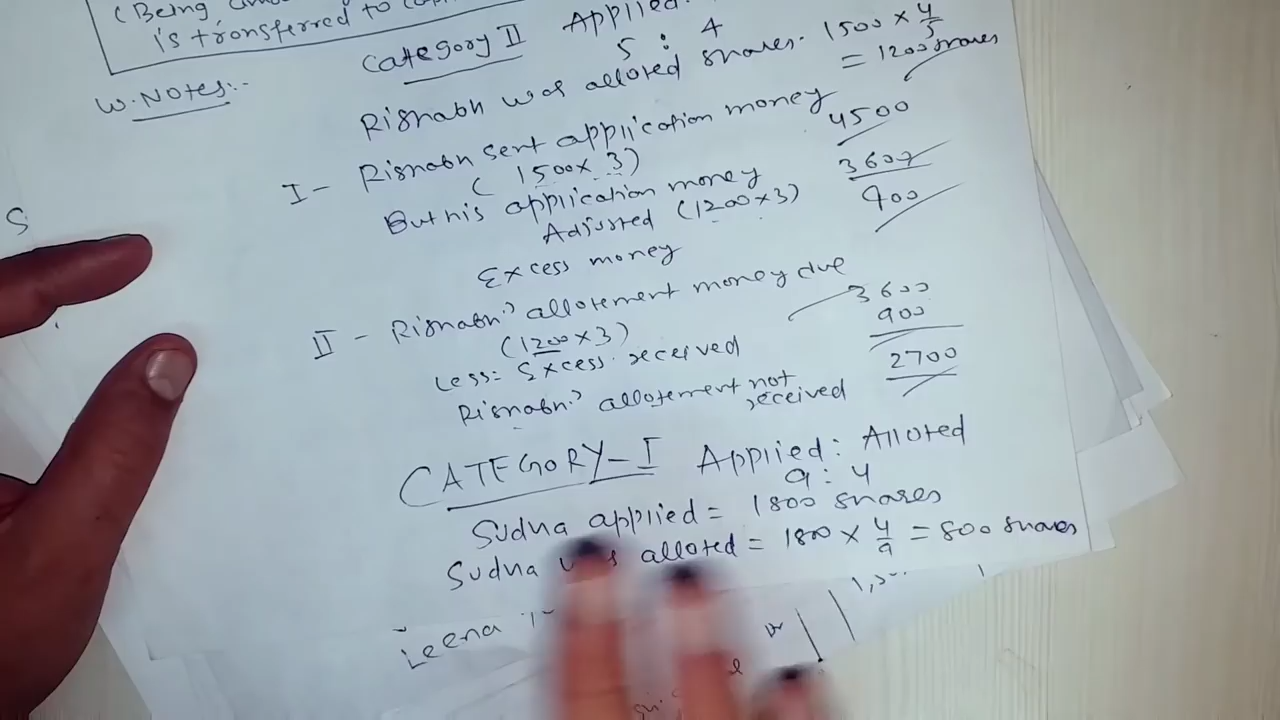 (Being
is transferred to
Category II Applied:
5 : 4
W. Notes:-
Rishabh was alloted shares. 1500 × 4/5
= 1200 shares
I - Rishabh sent application money
( 1500 × 3) 4500
But his application money
Adjusted (1200×3) 3600
Excess money 900
II - Rishabh's allotement money due
(1200×3) 3600
Less: Excess received 900
Rishabh's allotement not received 2700
CATEGORY-I Applied: Alloted
9 : 4
Sudha applied = 1800 shares
Sudha was alloted = 1800 × 4/9 = 800 shares
Leena
S